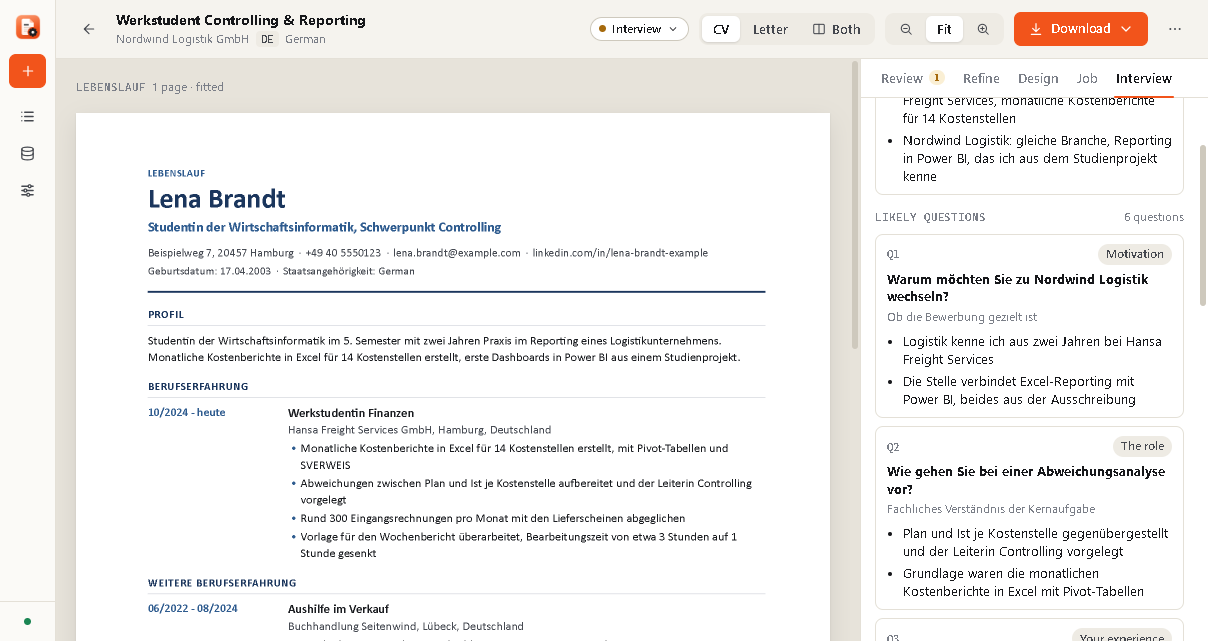 Werkstudent Controlling & Reporting
Nordwind Logistik GmbH DE German
Interview
CV Letter Both
Fit
Download
LEBENSLAUF 1 page · fitted
LEBENSLAUF
Lena Brandt
Studentin der Wirtschaftsinformatik, Schwerpunkt Controlling
Beispielweg 7, 20457 Hamburg · +49 40 5550123 · lena.brandt@example.com · linkedin.com/in/lena-brandt-example
Geburtsdatum: 17.04.2003 · Staatsangehörigkeit: German
PROFIL
Studentin der Wirtschaftsinformatik im 5. Semester mit zwei Jahren Praxis im Reporting eines Logistikunternehmens.
Monatliche Kostenberichte in Excel für 14 Kostenstellen erstellt, erste Dashboards in Power BI aus einem Studienprojekt.
BERUFSERFAHRUNG
10/2024 - heute
Werkstudentin Finanzen
Hansa Freight Services GmbH, Hamburg, Deutschland
• Monatliche Kostenberichte in Excel für 14 Kostenstellen erstellt, mit Pivot-Tabellen und
SVERWEIS
• Abweichungen zwischen Plan und Ist je Kostenstelle aufbereitet und der Leiterin Controlling
vorgelegt
• Rund 300 Eingangsrechnungen pro Monat mit den Lieferscheinen abgeglichen
• Vorlage für den Wochenbericht überarbeitet, Bearbeitungszeit von etwa 3 Stunden auf 1
Stunde gesenkt
WEITERE BERUFSERFAHRUNG
06/2022 - 08/2024
Aushilfe im Verkauf
Buchhandlung Seitenwind, Lübeck, Deutschland
Review 1 Refine Design Job Interview
Freight Services, monatliche Kostenberichte
für 14 Kostenstellen
• Nordwind Logistik: gleiche Branche, Reporting
in Power BI, das ich aus dem Studienprojekt
kenne
LIKELY QUESTIONS 6 questions
Q1 Motivation
Warum möchten Sie zu Nordwind Logistik
wechseln?
Ob die Bewerbung gezielt ist
• Logistik kenne ich aus zwei Jahren bei Hansa
Freight Services
• Die Stelle verbindet Excel-Reporting mit
Power BI, beides aus der Ausschreibung
Q2 The role
Wie gehen Sie bei einer Abweichungsanalyse
vor?
Fachliches Verständnis der Kernaufgabe
• Plan und Ist je Kostenstelle gegenübergestellt
und der Leiterin Controlling vorgelegt
• Grundlage waren die monatlichen
Kostenberichte in Excel mit Pivot-Tabellen
Q3 Your experience